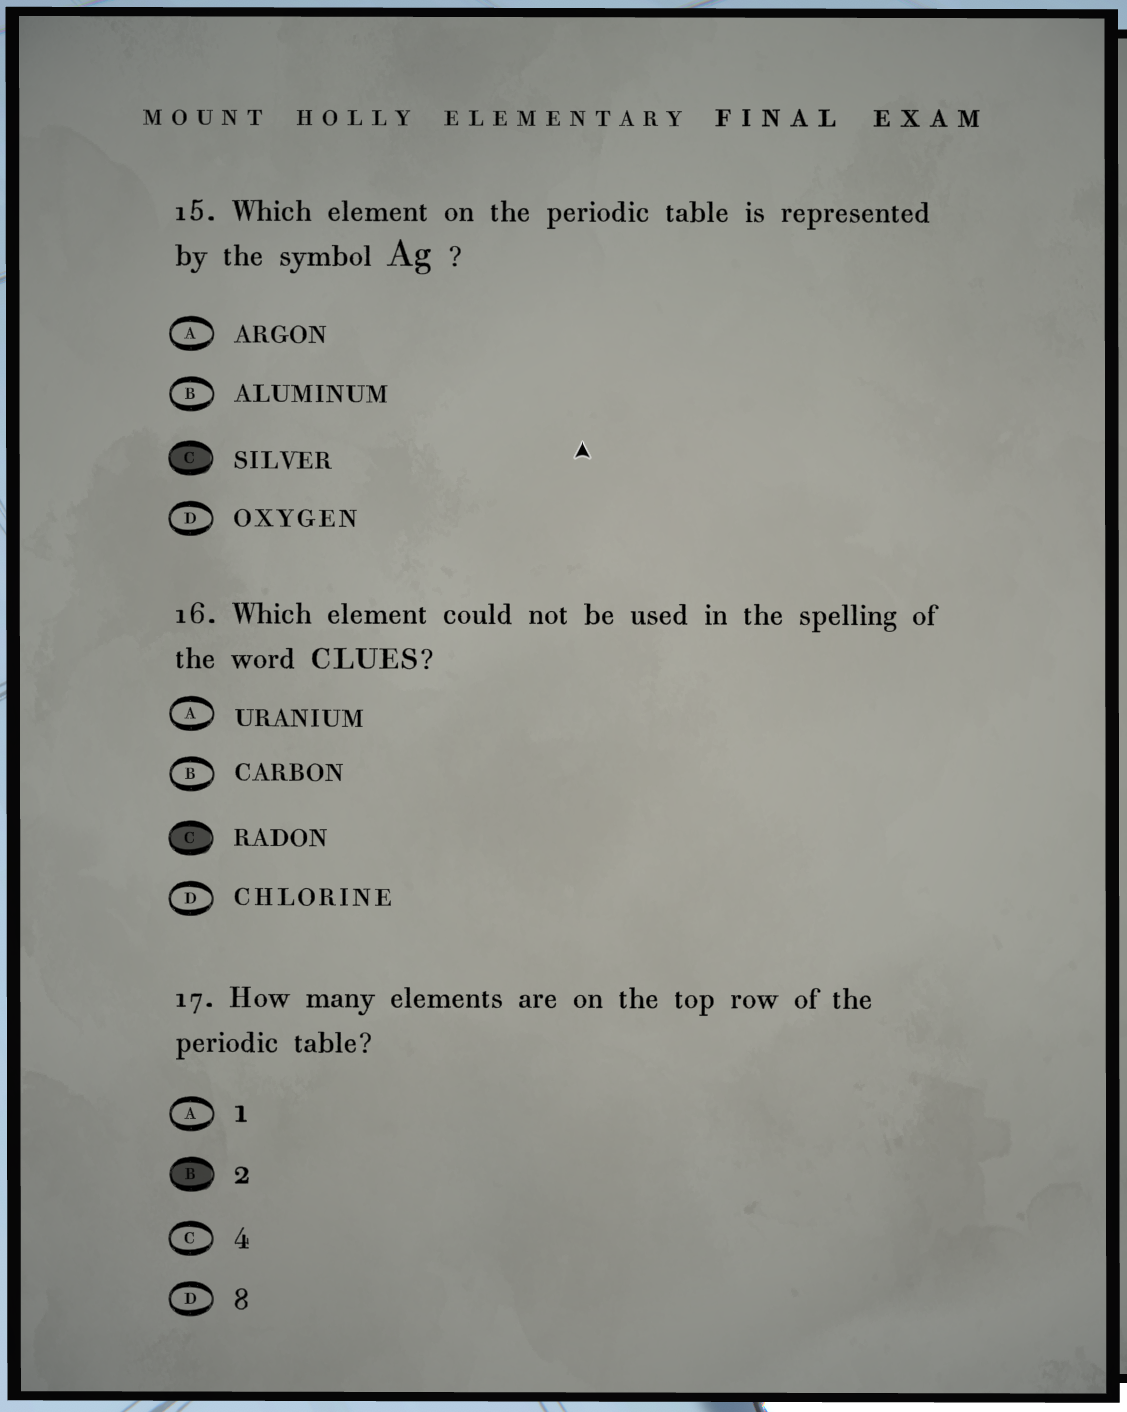 MOUNT HOLLY ELEMENTARY FINAL EXAM
15. Which element on the periodic table is represented
by the symbol Ag ?
A ARGON
B ALUMINUM
C SILVER
D OXYGEN
16. Which element could not be used in the spelling of
the word CLUES?
A URANIUM
B CARBON
C RADON
D CHLORINE
17. How many elements are on the top row of the
periodic table?
A 1
B 2
C 4
D 8